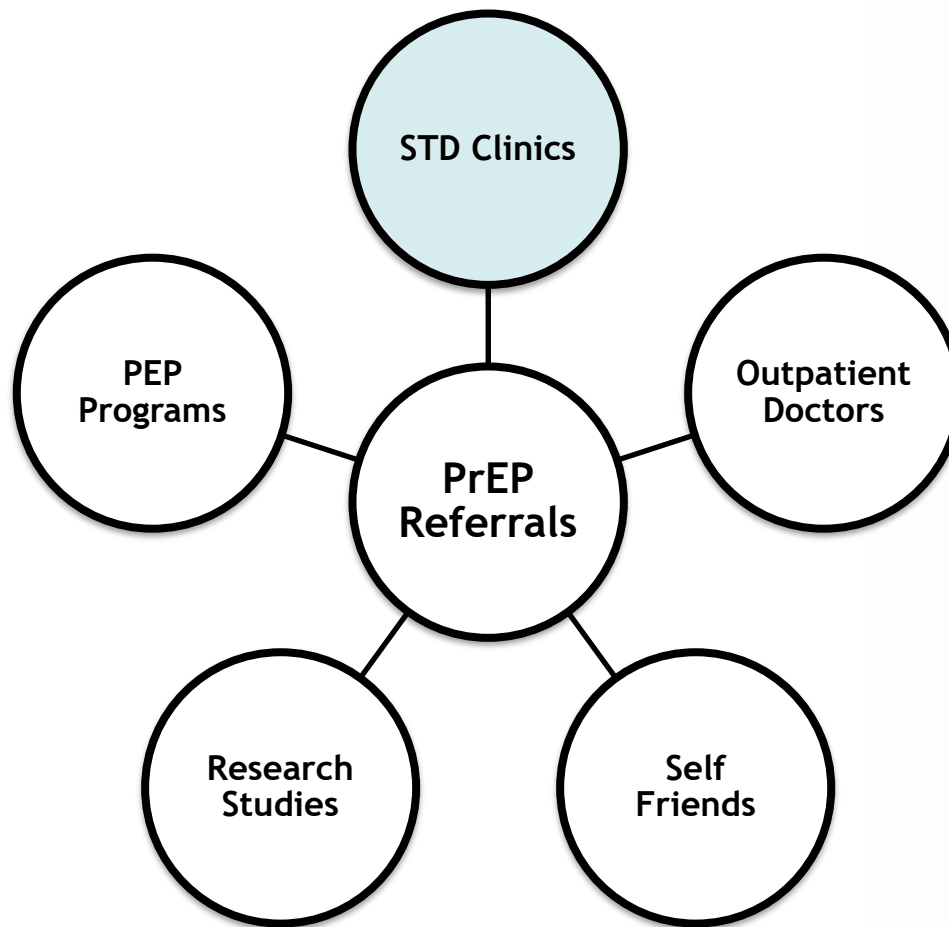 STD Clinics
PEP
Programs
Outpatient
Doctors
PrEP
Referrals
Research
Studies
Self
Friends